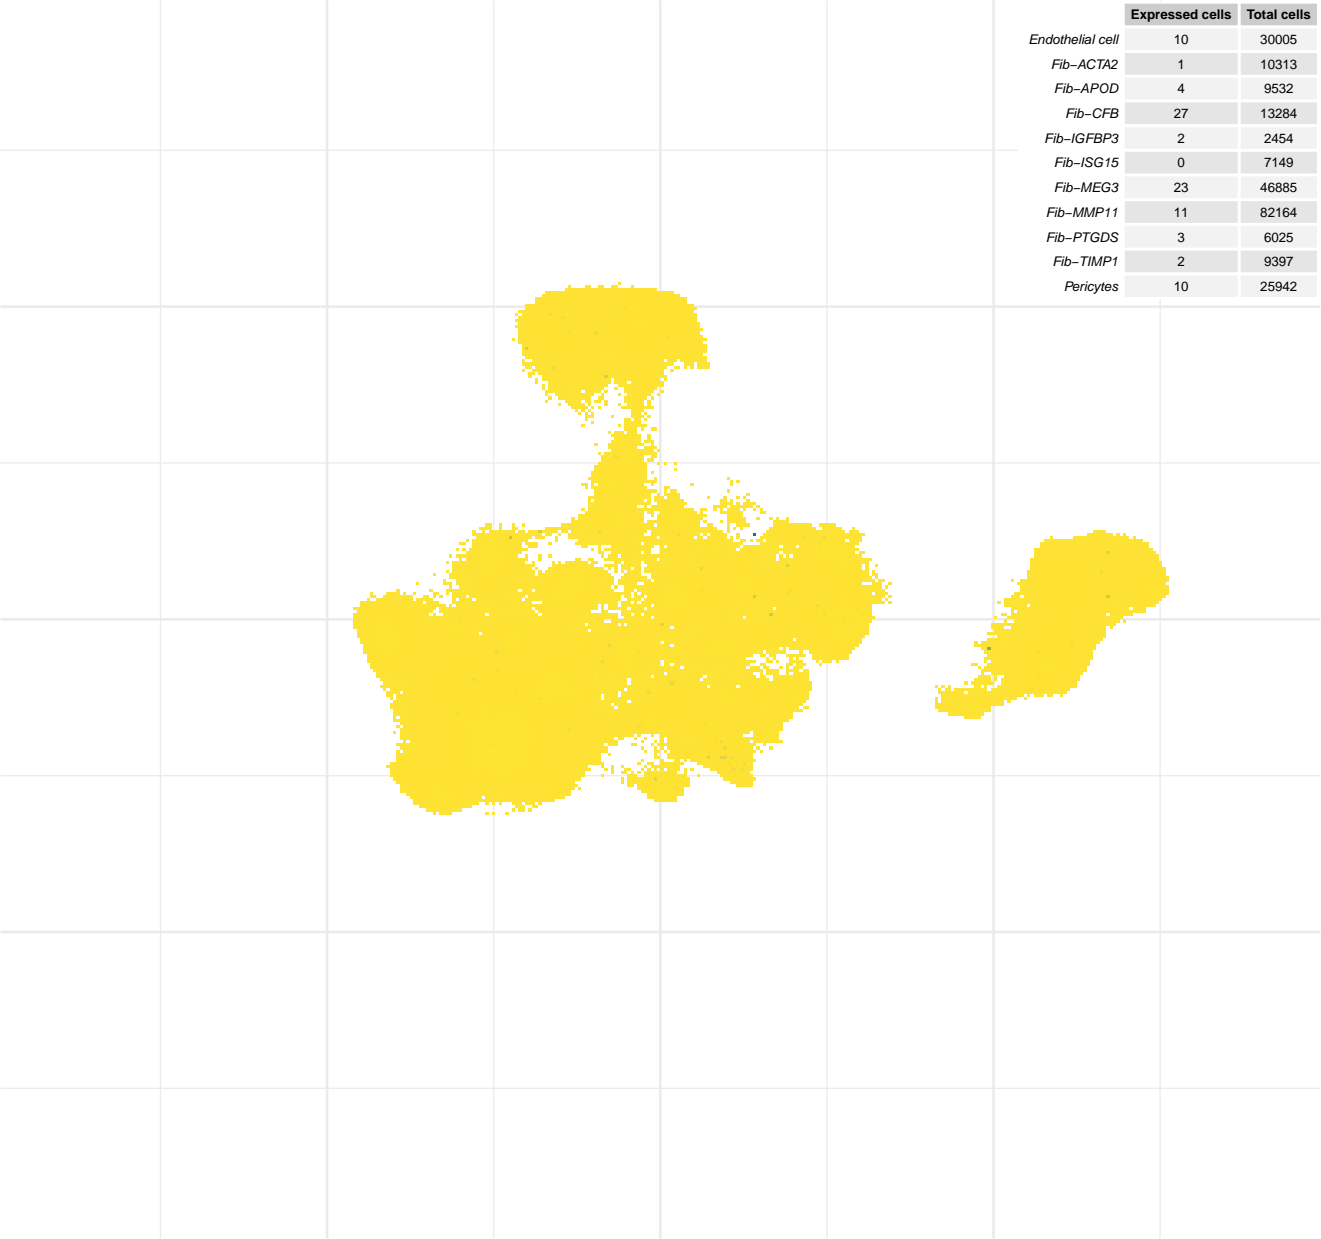 Expressed cells Total cells
Endothelial cell 10 30005
Fib−ACTA2 1 10313
Fib−APOD 4 9532
Fib−CFB 27 13284
Fib−IGFBP3 2 2454
Fib−ISG15 0 7149
Fib−MEG3 23 46885
Fib−MMP11 11 82164
Fib−PTGDS 3 6025
Fib−TIMP1 2 9397
Pericytes 10 25942